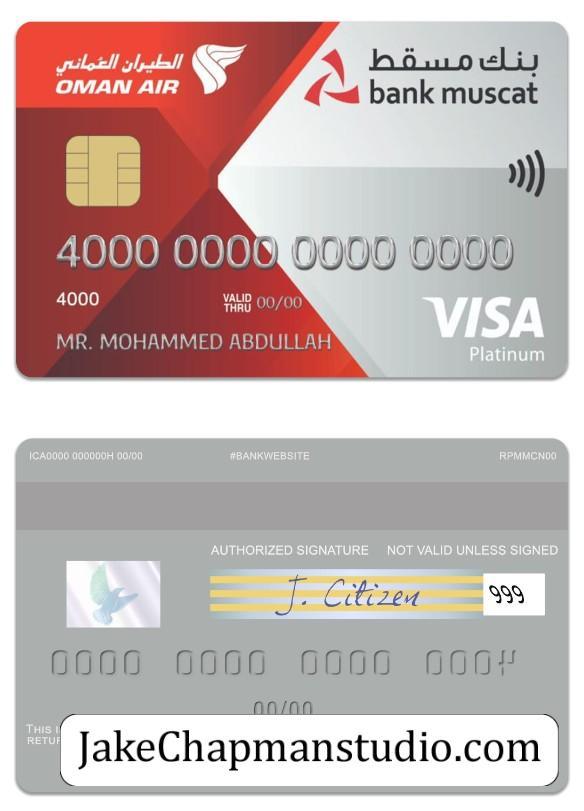 الطيران العماني
OMAN AIR
بنك مسقط
bank muscat
4000 0000 0000 0000
4000
VALID THRU 00/00
MR. MOHAMMED ABDULLAH
VISA
Platinum
ICA0000 000000H 00/00 #BANKWEBSITE RPMMCN00
AUTHORIZED SIGNATURE NOT VALID UNLESS SIGNED
J. Citizen 999
0000 0000 0000
00/00
THIS
JakeChapmanstudio.com